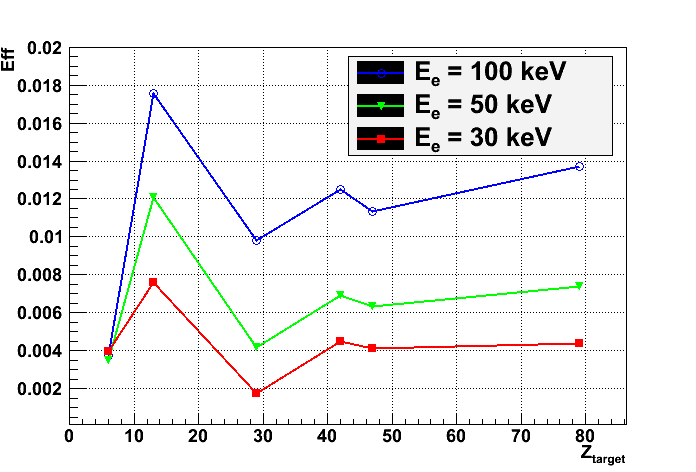 Eff
0.02
0.018
0.016
0.014
0.012
0.01
0.008
0.006
0.004
0.002
E_e = 100 keV
E_e = 50 keV
E_e = 30 keV
0 10 20 30 40 50 60 70 80
Z_target